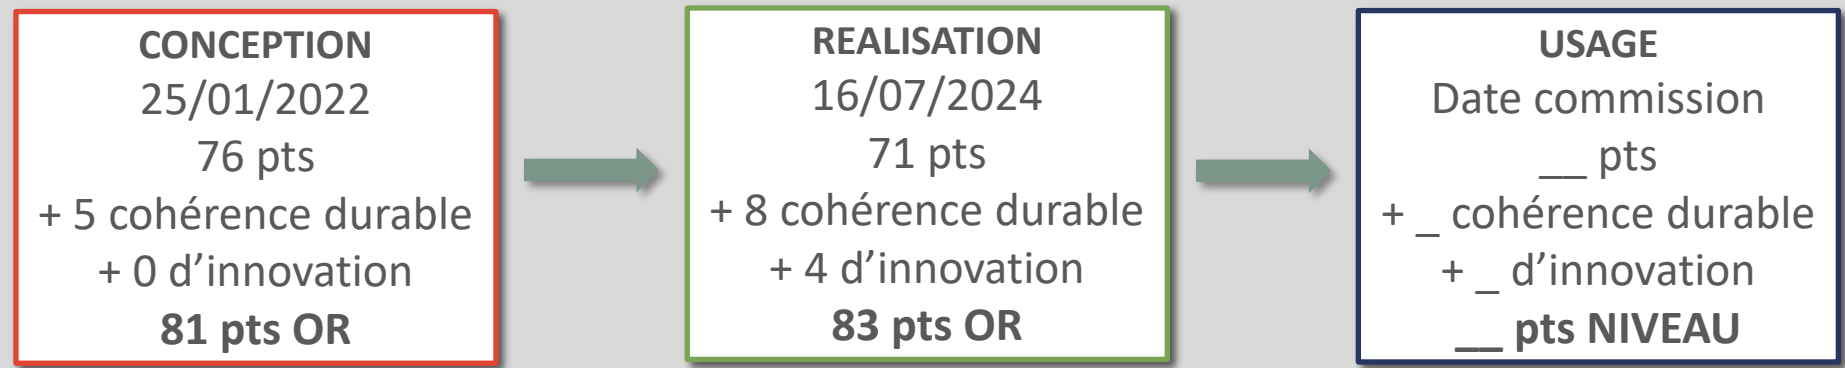 CONCEPTION
25/01/2022
76 pts
+ 5 cohérence durable
+ 0 d’innovation
81 pts OR
REALISATION
16/07/2024
71 pts
+ 8 cohérence durable
+ 4 d’innovation
83 pts OR
USAGE
Date commission
__ pts
+ _ cohérence durable
+ _ d’innovation
__ pts NIVEAU